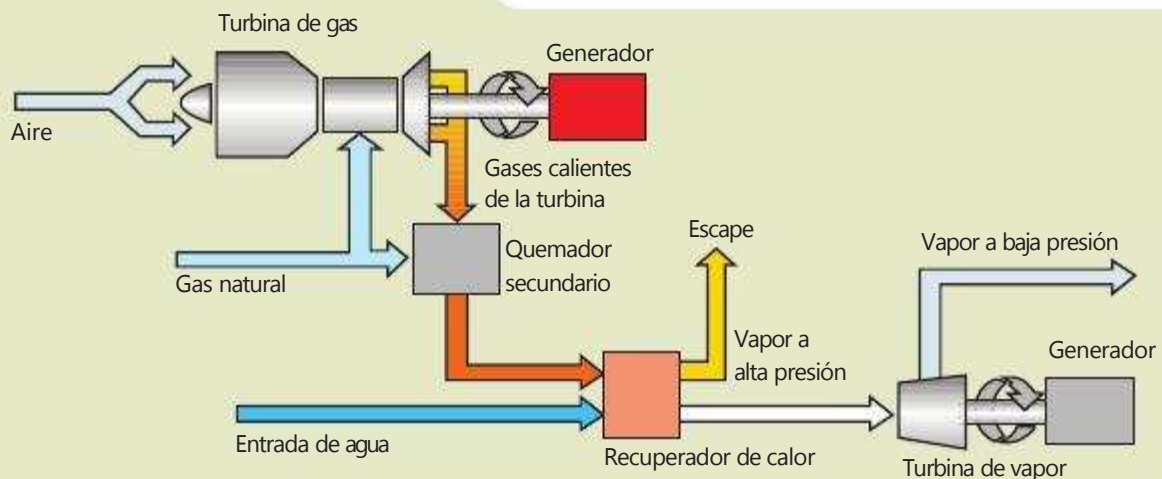 Turbina de gas
Generador
Aire
Gases calientes
de la turbina
Gas natural
Quemador
secundario
Escape
Vapor a baja presión
Vapor a
alta presión
Generador
Entrada de agua
Recuperador de calor
Turbina de vapor